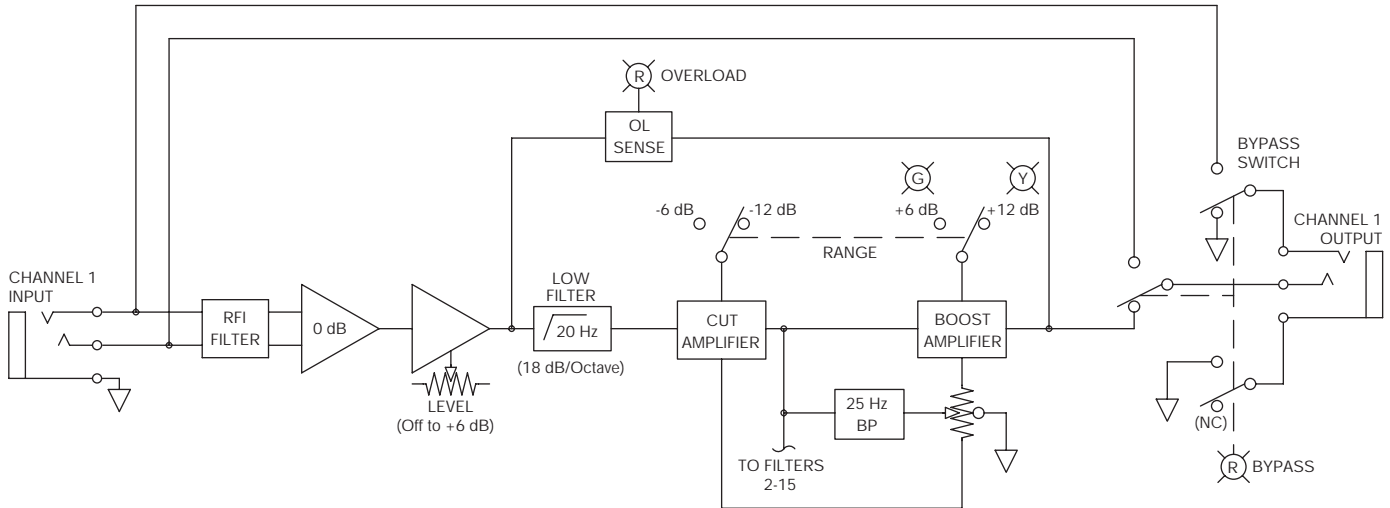 R OVERLOAD
OL
SENSE
BYPASS
SWITCH
G
Y
-6 dB
-12 dB
+6 dB
+12 dB
RANGE
CHANNEL 1
OUTPUT
CHANNEL 1
INPUT
RFI
FILTER
0 dB
LEVEL
(Off to +6 dB)
LOW
FILTER
20 Hz
(18 dB/Octave)
CUT
AMPLIFIER
BOOST
AMPLIFIER
25 Hz
BP
TO FILTERS
2-15
(NC)
R BYPASS